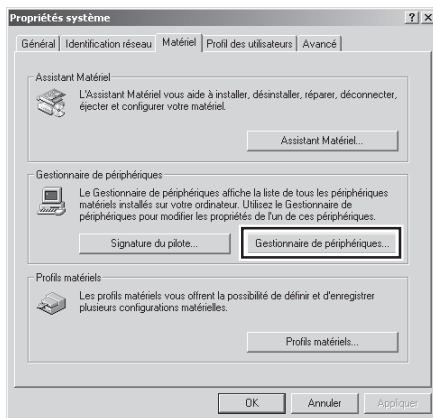 Propriétés système
Général Identification réseau Matériel Profil des utilisateurs Avancé
Assistant Matériel
L'Assistant Matériel vous aide à installer, désinstaller, réparer, déconnecter,
éjecter et configurer votre matériel.
Assistant Matériel...
Gestionnaire de périphériques
Le Gestionnaire de périphériques affiche la liste de tous les périphériques
matériels installés sur votre ordinateur. Utilisez le Gestionnaire de
périphériques pour modifier les propriétés de l'un de ces périphériques.
Signature du pilote... Gestionnaire de périphériques...
Profils matériels
Les profils matériels vous offrent la possibilité de définir et d'enregistrer
plusieurs configurations matérielles.
Profils matériels...
OK Annuler Appliquer